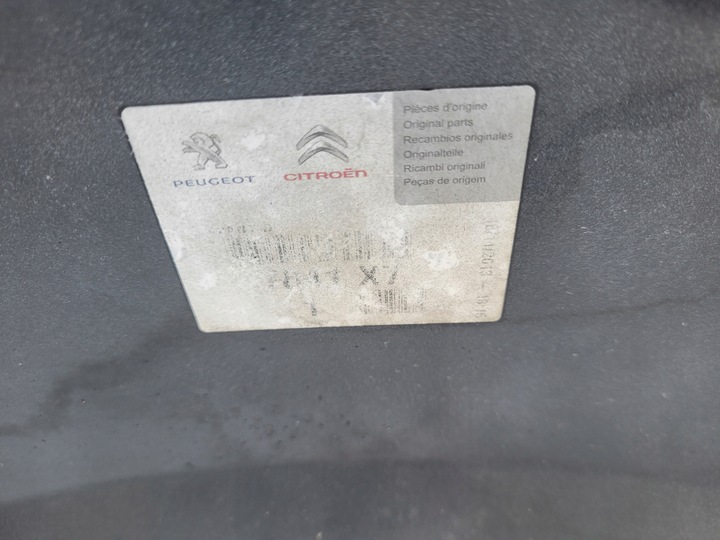 PEUGEOT
CITROËN
Pièces d'origine
Original parts
Recambios originales
Originalteile
Ricambi originali
Peças de origem